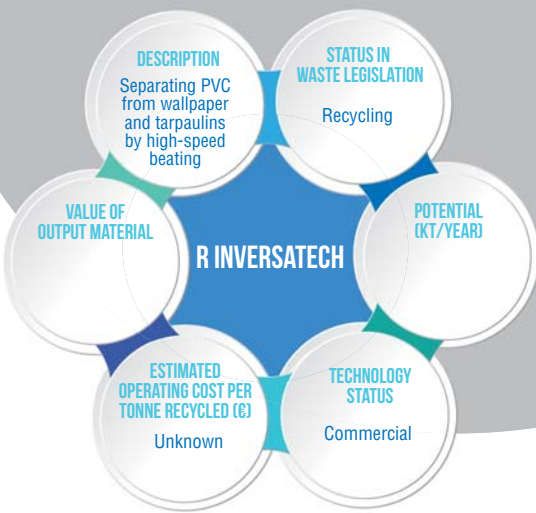 DESCRIPTION
Separating PVC
from wallpaper
and tarpaulins
by high-speed
beating
STATUS IN
WASTE LEGISLATION
Recycling
VALUE OF
OUTPUT MATERIAL
R INVERSATECH
POTENTIAL
(KT/YEAR)
ESTIMATED
OPERATING COST PER
TONNE RECYCLED (€)
Unknown
TECHNOLOGY
STATUS
Commercial